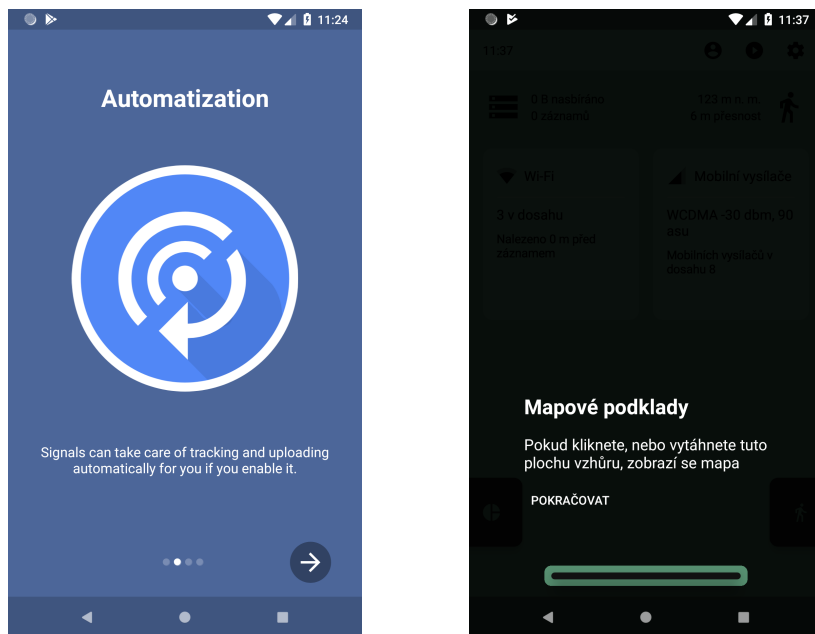 11:24
Automatization
Signals can take care of tracking and uploading
automatically for you if you enable it.
11:37
11:37
0 B nasbíráno
0 záznamů
123 m n. m.
6 m přesnost
Wi-Fi
3 v dosahu
Nalezeno 0 m před
záznamem
Mobilní vysílače
WCDMA -30 dbm, 90
asu
Mobilních vysílačů v
dosahu 8
Mapové podklady
Pokud kliknete, nebo vytáhnete tuto
plochu vzhůru, zobrazí se mapa
POKRAČOVAT